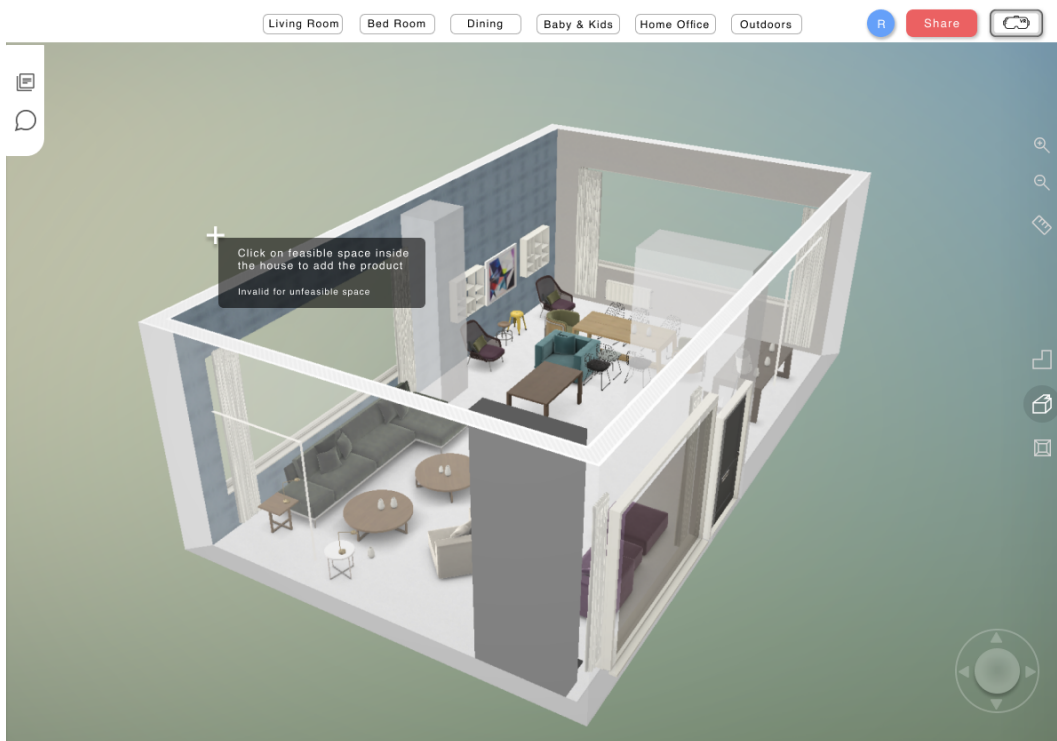 Living Room
Bed Room
Dining
Baby & Kids
Home Office
Outdoors
R
Share
Click on feasible space inside
the house to add the product
Invalid for unfeasible space